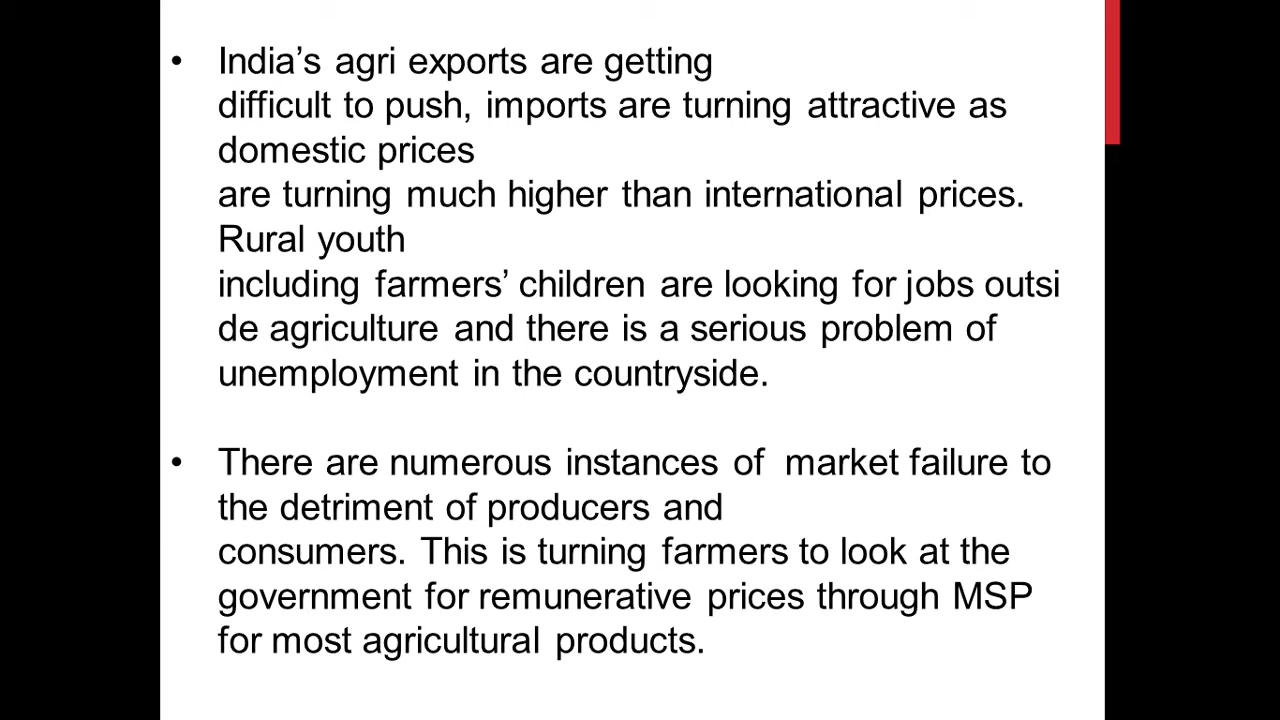 • India’s agri exports are getting
difficult to push, imports are turning attractive as
domestic prices
are turning much higher than international prices.
Rural youth
including farmers’ children are looking for jobs outsi
de agriculture and there is a serious problem of
unemployment in the countryside.
• There are numerous instances of  market failure to
the detriment of producers and
consumers. This is turning farmers to look at the
government for remunerative prices through MSP
for most agricultural products.